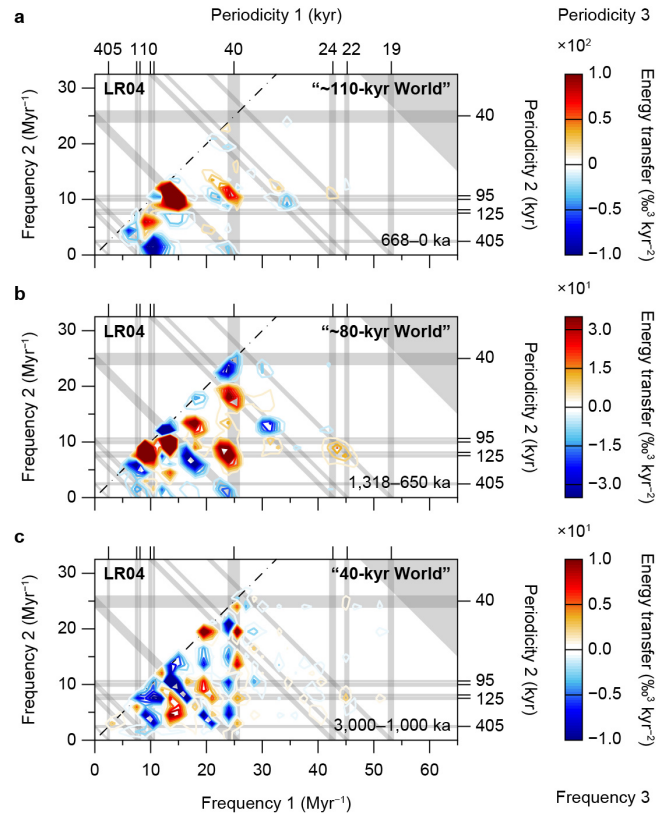 Periodicity 1 (kyr)
Periodicity 3
a
405 110 40 24 22 19
×10²
LR04
“~110-kyr World”
30
20
10
0
Frequency 2 (Myr⁻¹)
668–0 ka
40
95
125
405
Periodicity 2 (kyr)
1.0
0.5
0
−0.5
−1.0
Energy transfer (‰³ kyr⁻²)
b
×10¹
LR04
“~80-kyr World”
30
20
10
0
Frequency 2 (Myr⁻¹)
1,318–650 ka
40
95
125
405
Periodicity 2 (kyr)
3.0
1.5
0.0
−1.5
−3.0
Energy transfer (‰³ kyr⁻²)
c
×10¹
LR04
“40-kyr World”
30
20
10
0
Frequency 2 (Myr⁻¹)
3,000–1,000 ka
40
95
125
405
Periodicity 2 (kyr)
1.0
0.5
0.0
−0.5
−1.0
Energy transfer (‰³ kyr⁻²)
0 10 20 30 40 50 60
Frequency 1 (Myr⁻¹)
Frequency 3